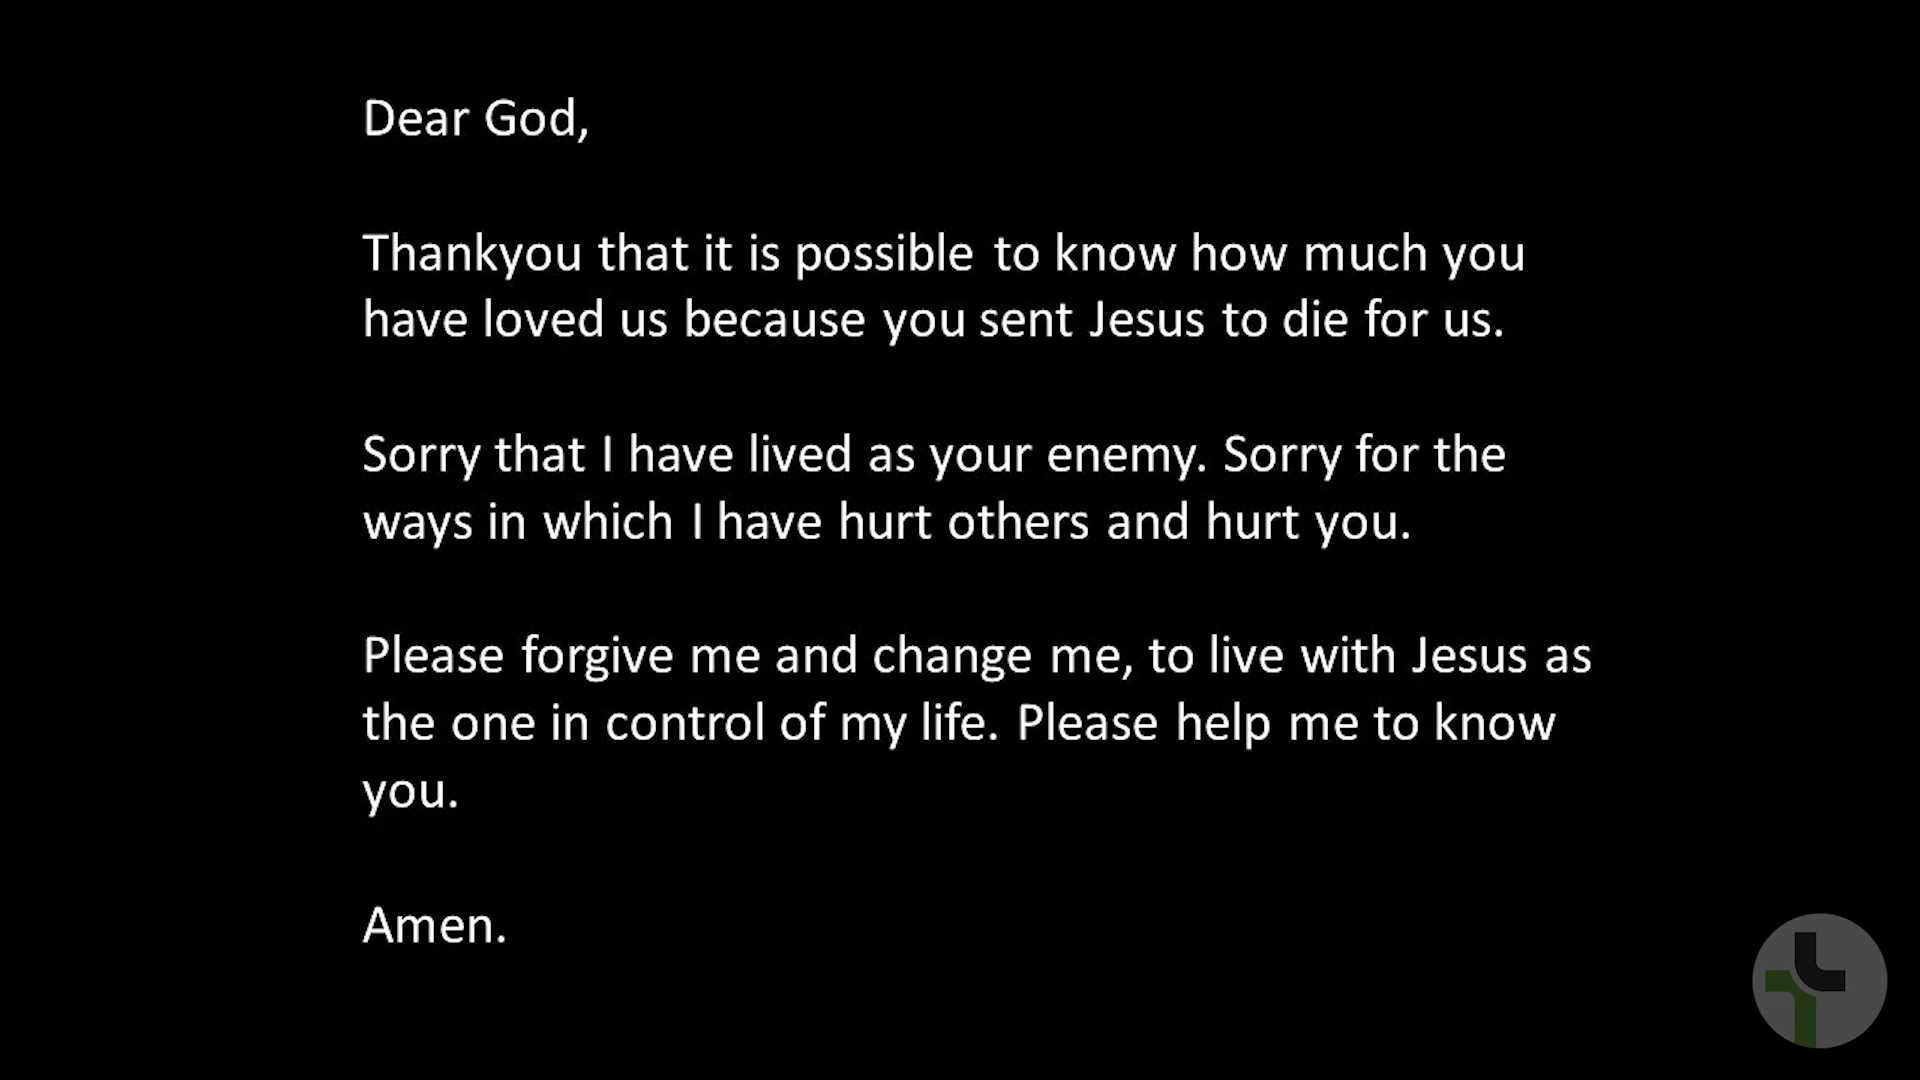 Dear God,
Thankyou that it is possible to know how much you
have loved us because you sent Jesus to die for us.
Sorry that I have lived as your enemy. Sorry for the
ways in which I have hurt others and hurt you.
Please forgive me and change me, to live with Jesus as
the one in control of my life. Please help me to know
you.
Amen.